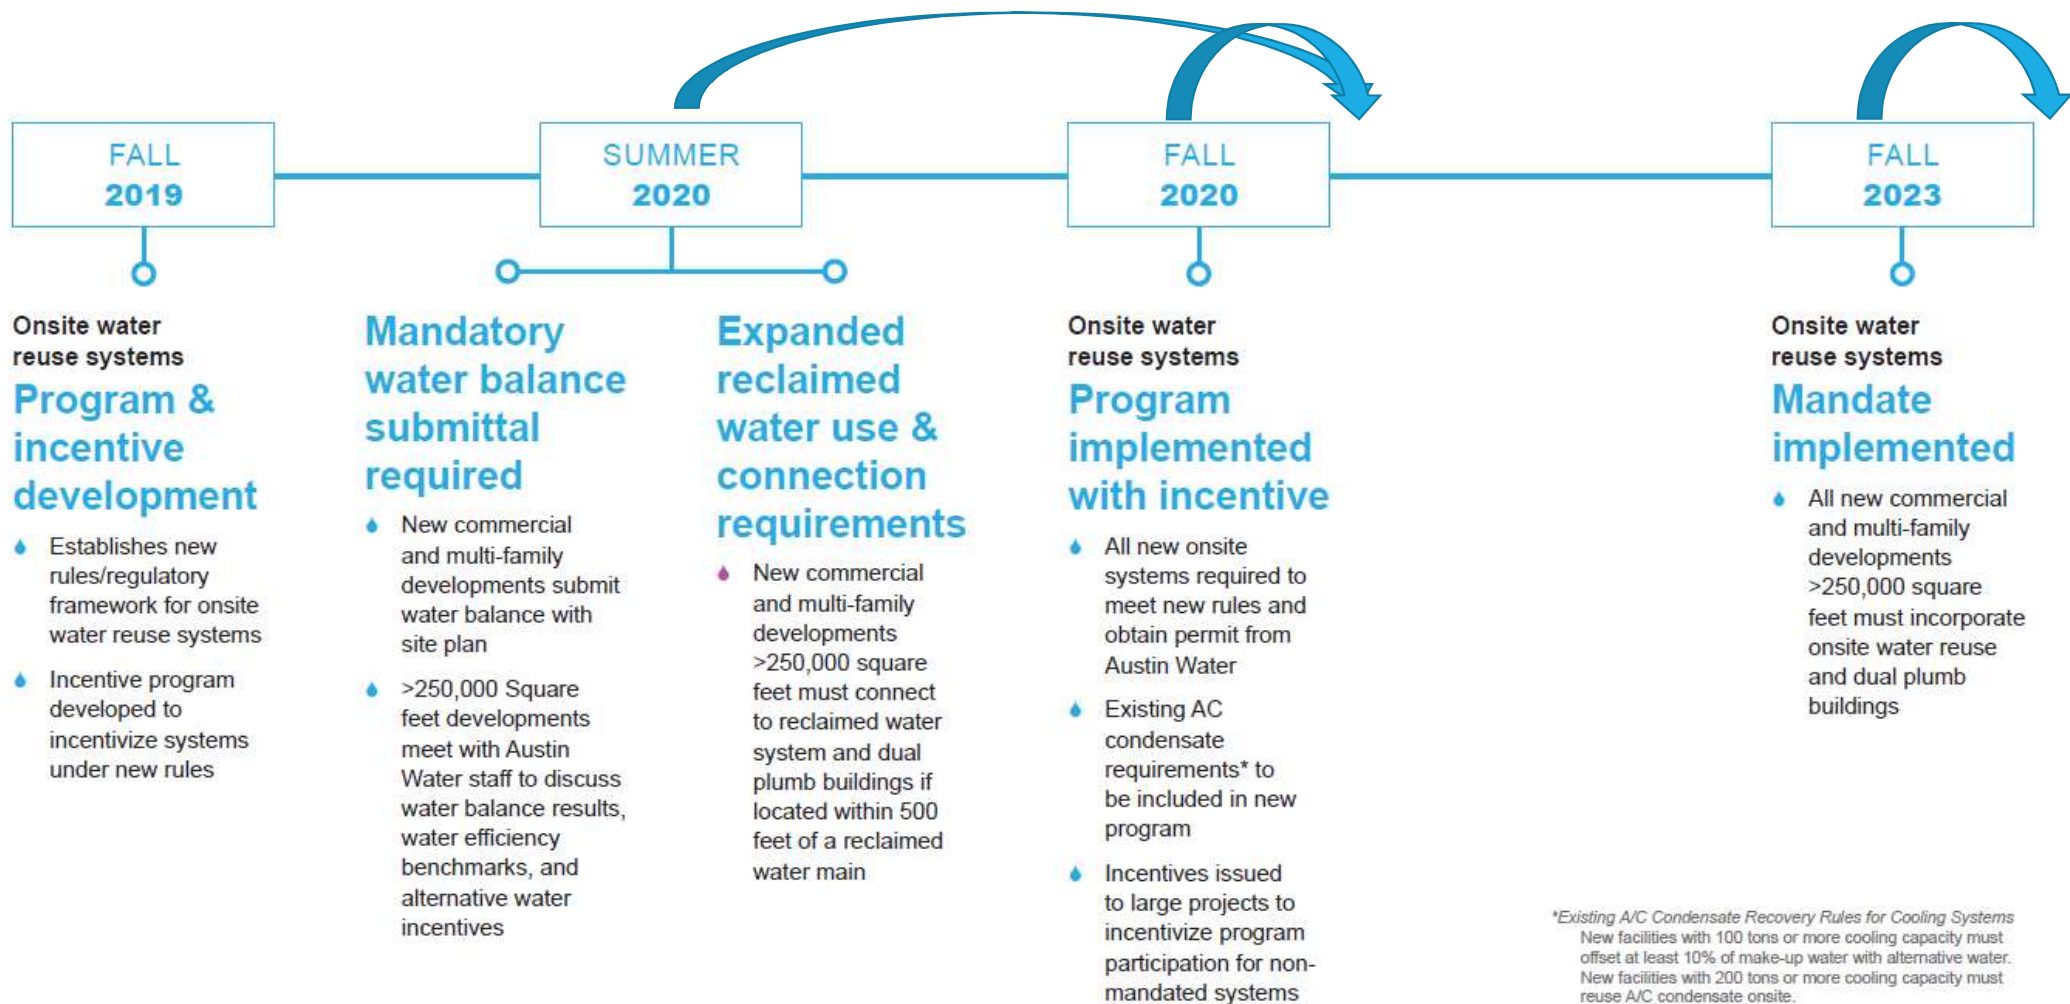 FALL
2019
SUMMER
2020
FALL
2020
FALL
2023
Onsite water
reuse systems
Program &
incentive
development
Establishes new
rules/regulatory
framework for onsite
water reuse systems
Incentive program
developed to
incentivize systems
under new rules
Mandatory
water balance
submittal
required
New commercial
and multi-family
developments submit
water balance with
site plan
>250,000 Square
feet developments
meet with Austin
Water staff to discuss
water balance results,
water efficiency
benchmarks, and
alternative water
incentives
Expanded
reclaimed
water use &
connection
requirements
New commercial
and multi-family
developments
>250,000 square
feet must connect
to reclaimed water
system and dual
plumb buildings if
located within 500
feet of a reclaimed
water main
Onsite water
reuse systems
Program
implemented
with incentive
All new onsite
systems required to
meet new rules and
obtain permit from
Austin Water
Existing AC
condensate
requirements* to
be included in new
program
Incentives issued
to large projects to
incentivize program
participation for non-
mandated systems
Onsite water
reuse systems
Mandate
implemented
All new commercial
and multi-family
developments
>250,000 square
feet must incorporate
onsite water reuse
and dual plumb
buildings
*Existing A/C Condensate Recovery Rules for Cooling Systems
New facilities with 100 tons or more cooling capacity must
offset at least 10% of make-up water with alternative water.
New facilities with 200 tons or more cooling capacity must
reuse A/C condensate onsite.